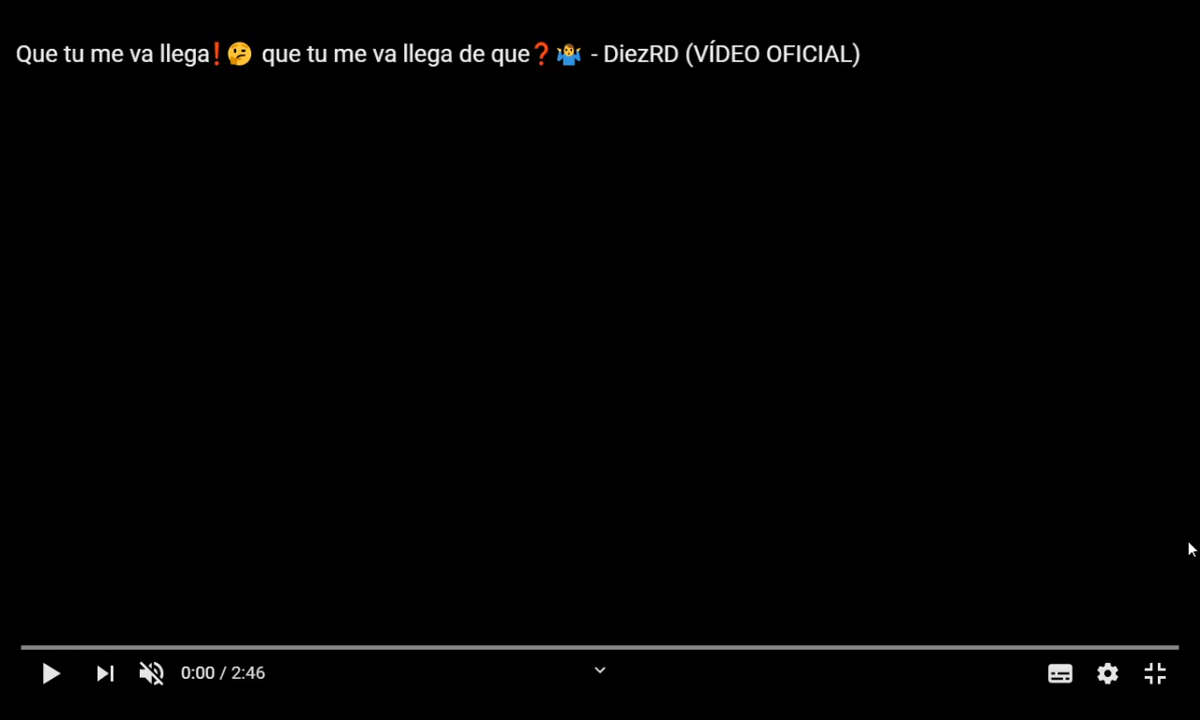 Que tu me va llega❗🤔 que tu me va llega de que❓🤷‍♂️ - DiezRD (VÍDEO OFICIAL)
0:00 / 2:46